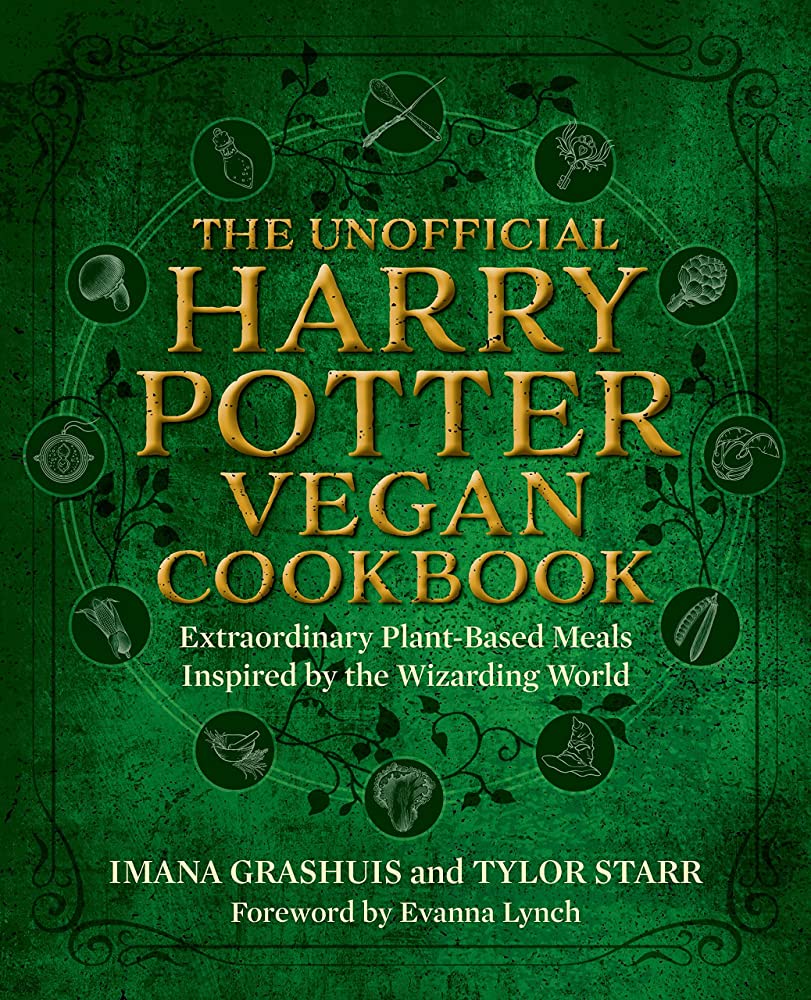 THE UNOFFICIAL
HARRY
POTTER
VEGAN
COOKBOOK
Extraordinary Plant-Based Meals
Inspired by the Wizarding World
IMANA GRASHUIS and TYLOR STARR
Foreword by Evanna Lynch